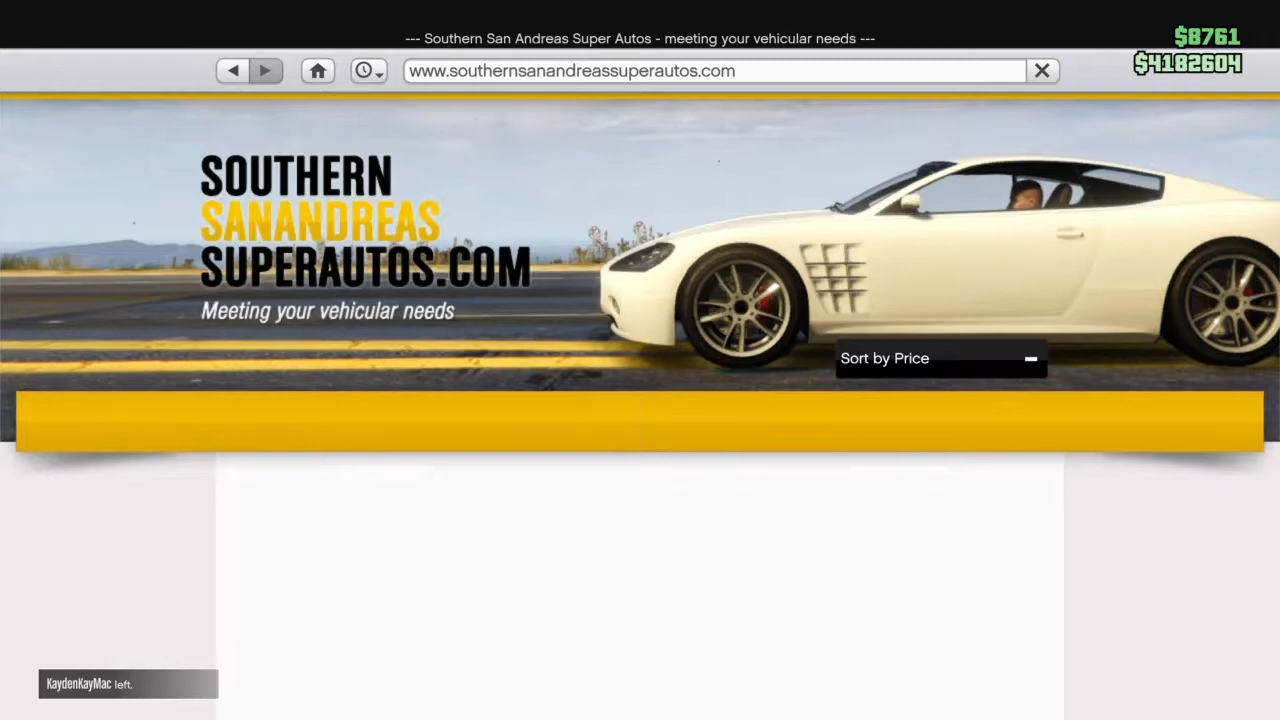 --- Southern San Andreas Super Autos - meeting your vehicular needs ---
$8761
$4182604
www.southernsanandreassuperautos.com
SOUTHERN
SANANDREAS
SUPERAUTOS.COM
Meeting your vehicular needs
Sort by Price
KaydenKayMac left.